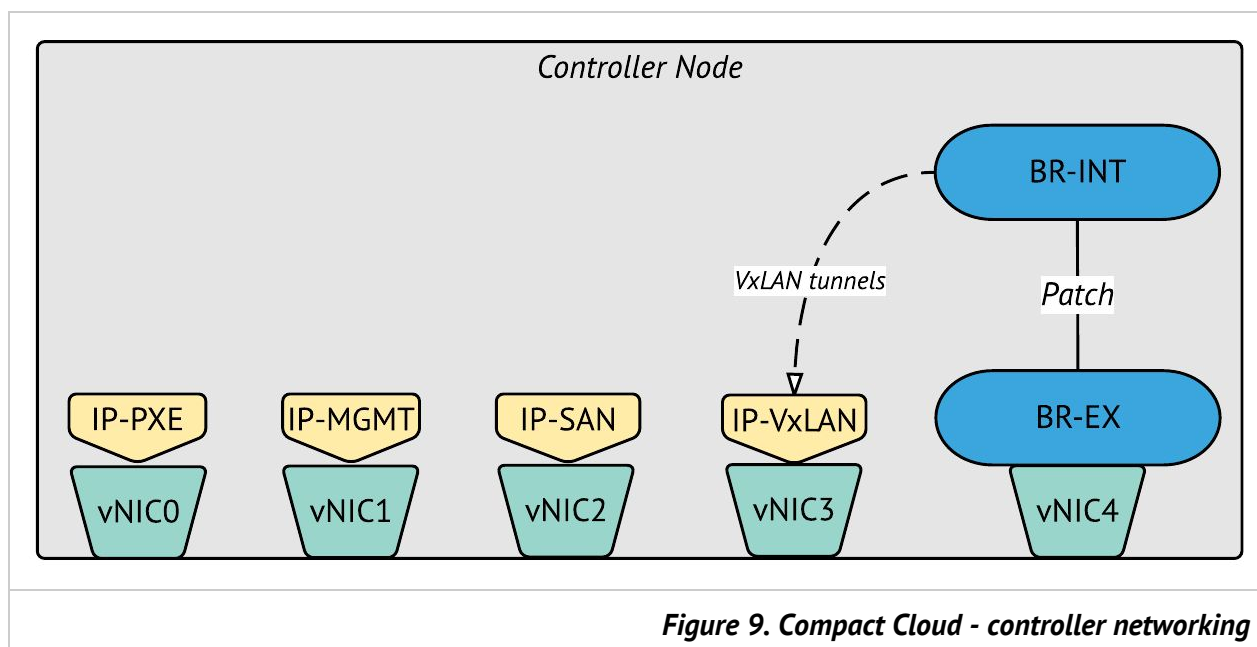 Controller Node
BR-INT
VxLAN tunnels
Patch
IP-PXE
IP-MGMT
IP-SAN
IP-VxLAN
BR-EX
vNIC0
vNIC1
vNIC2
vNIC3
vNIC4
Figure 9. Compact Cloud - controller networking